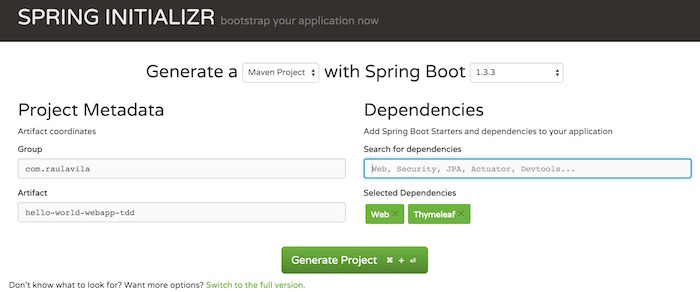 SPRING INITIALIZR bootstrap your application now
Generate a Maven Project with Spring Boot 1.3.3
Project Metadata
Artifact coordinates
Group
com.raulavila
Artifact
hello-world-webapp-tdd
Dependencies
Add Spring Boot Starters and dependencies to your application
Search for dependencies
Web, Security, JPA, Actuator, Devtools...
Selected Dependencies
Web × Thymeleaf ×
Generate Project ⌘ + ⏎
Don't know what to look for? Want more options? Switch to the full version.